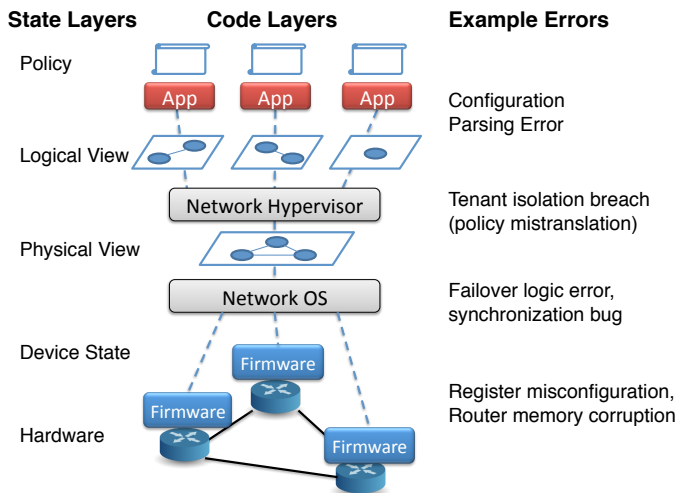 State Layers
Code Layers
Example Errors
Policy
App
App
App
Configuration
Parsing Error
Logical View
Network Hypervisor
Tenant isolation breach
(policy mistranslation)
Physical View
Network OS
Failover logic error,
synchronization bug
Device State
Firmware
Firmware
Firmware
Register misconfiguration,
Router memory corruption
Hardware